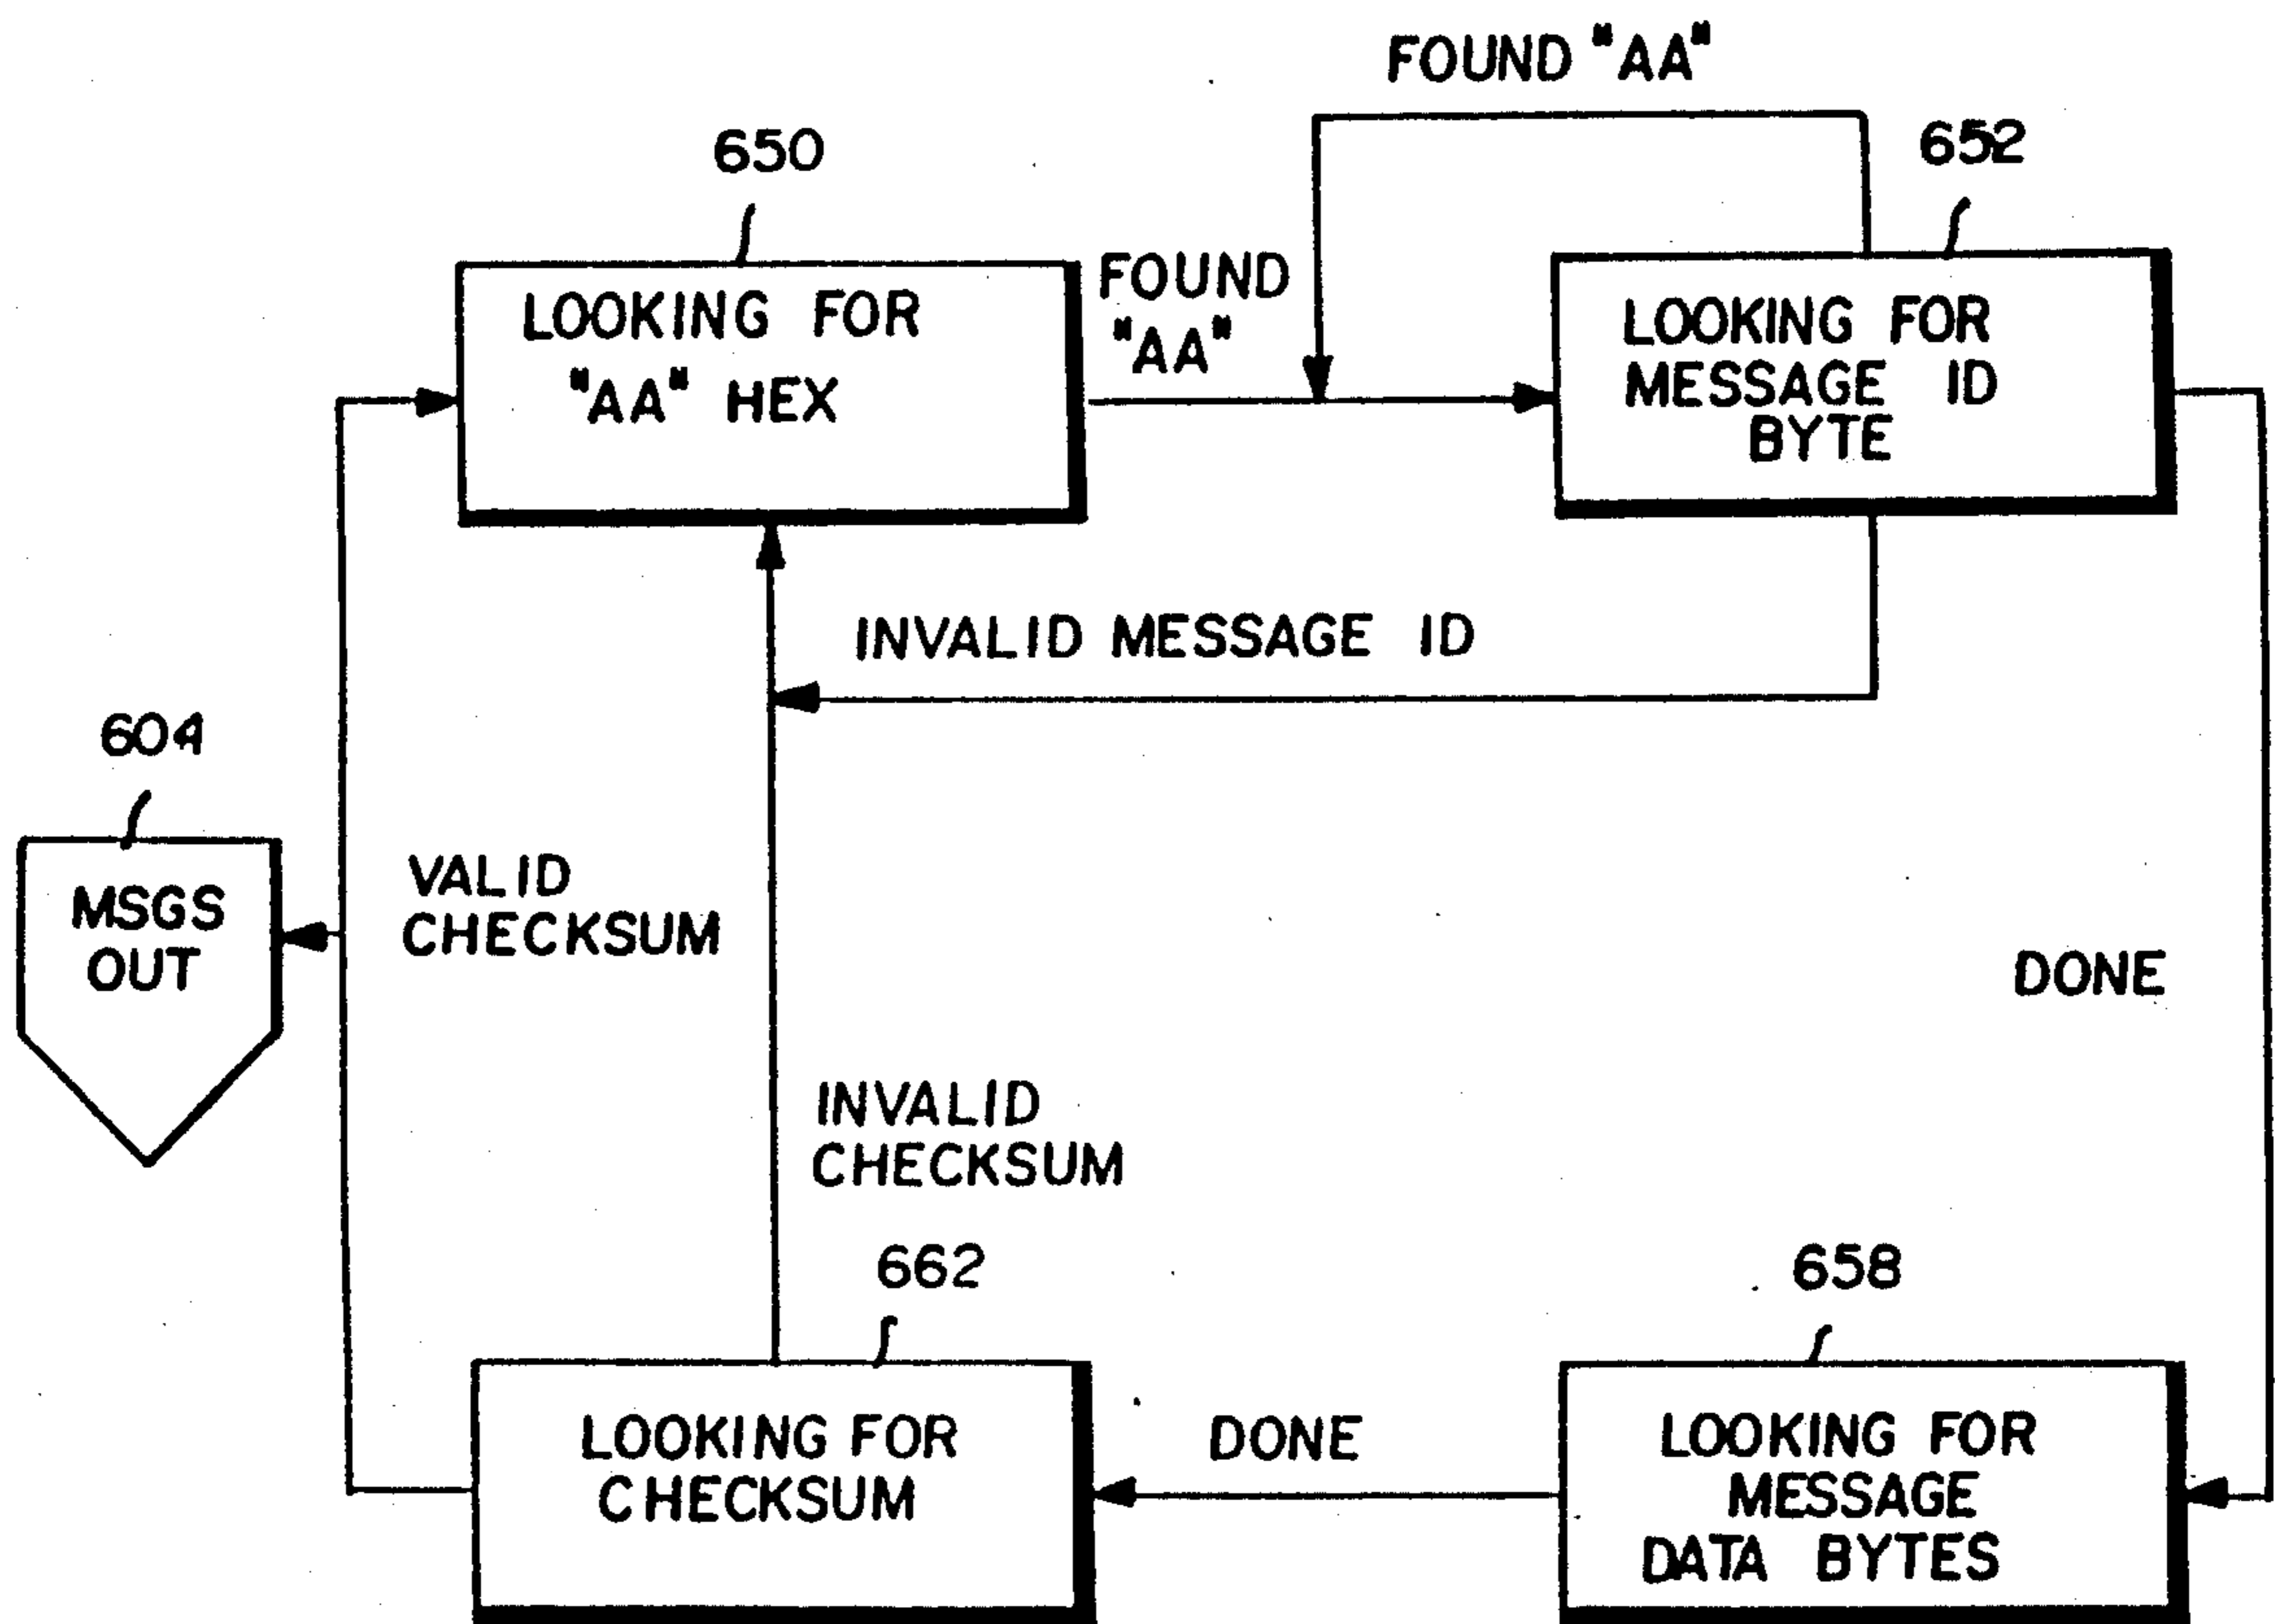 FOUND "AA"
650
652
LOOKING FOR
"AA" HEX
FOUND
"AA"
LOOKING FOR
MESSAGE ID
BYTE
INVALID MESSAGE ID
604
MSGS
OUT
VALID
CHECKSUM
DONE
INVALID
CHECKSUM
662
658
LOOKING FOR
CHECKSUM
DONE
LOOKING FOR
MESSAGE
DATA BYTES